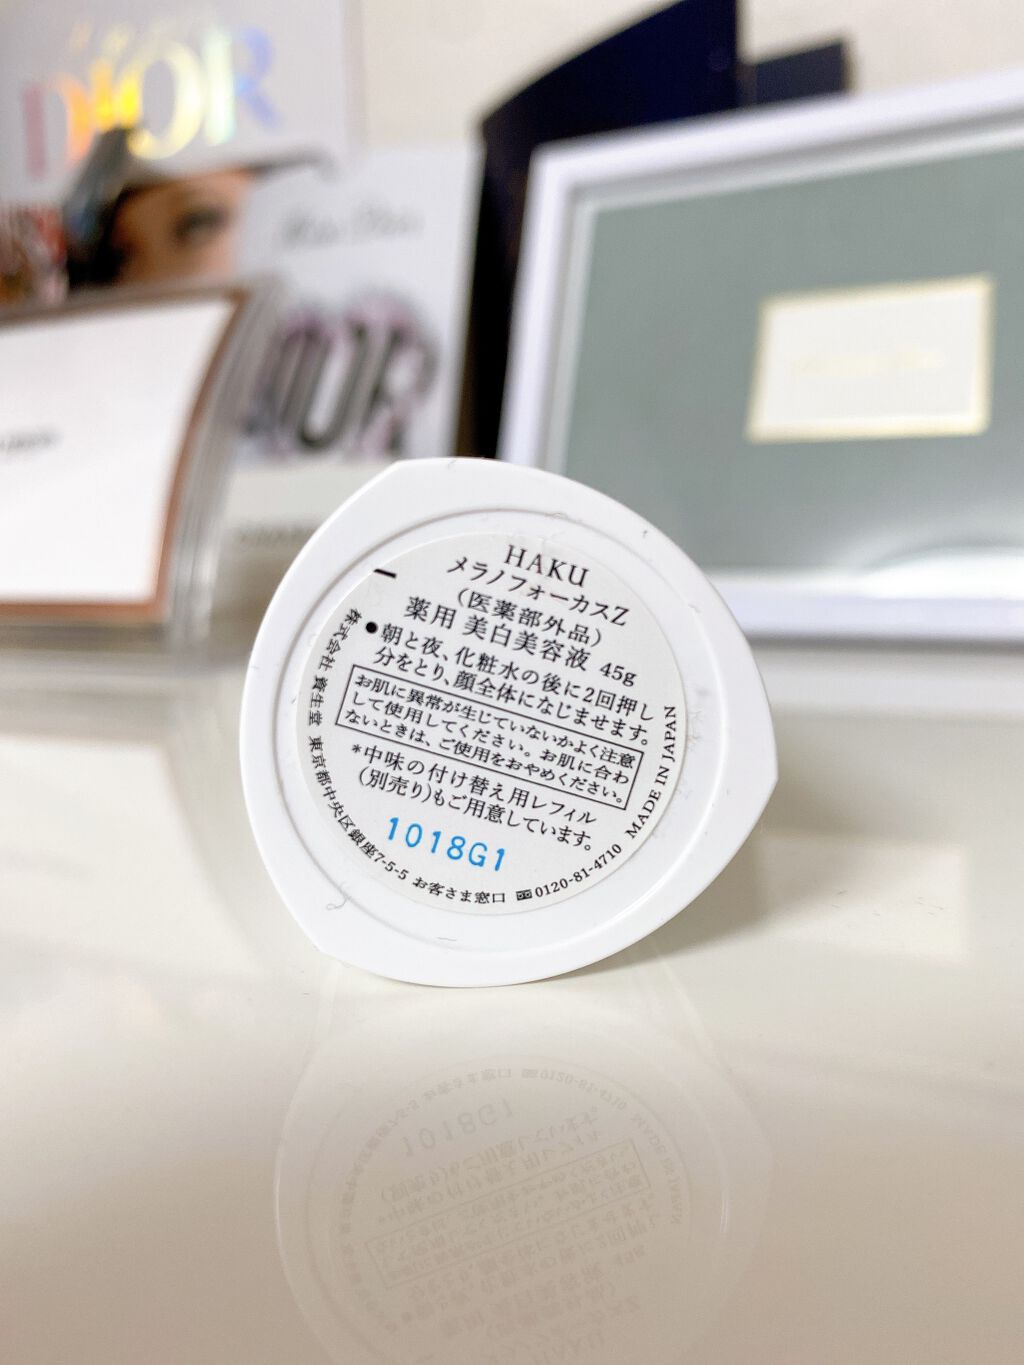 DIOR
Miss Dior
HAKU
メラノフォーカスZ
（医薬部外品）
薬用 美白美容液 45g
●朝と夜、化粧水の後に2回押し
分をとり、顔全体になじませます。
お肌に異常が生じていないかよく注意
して使用してください。お肌に合わ
ないときは、ご使用をおやめください。
*中味の付け替え用レフィル
（別売り）もご用意しています。
1018G1
株式会社 資生堂 東京都中央区銀座7-5-5 お客さま窓口 0120-81-4710 MADE IN JAPAN